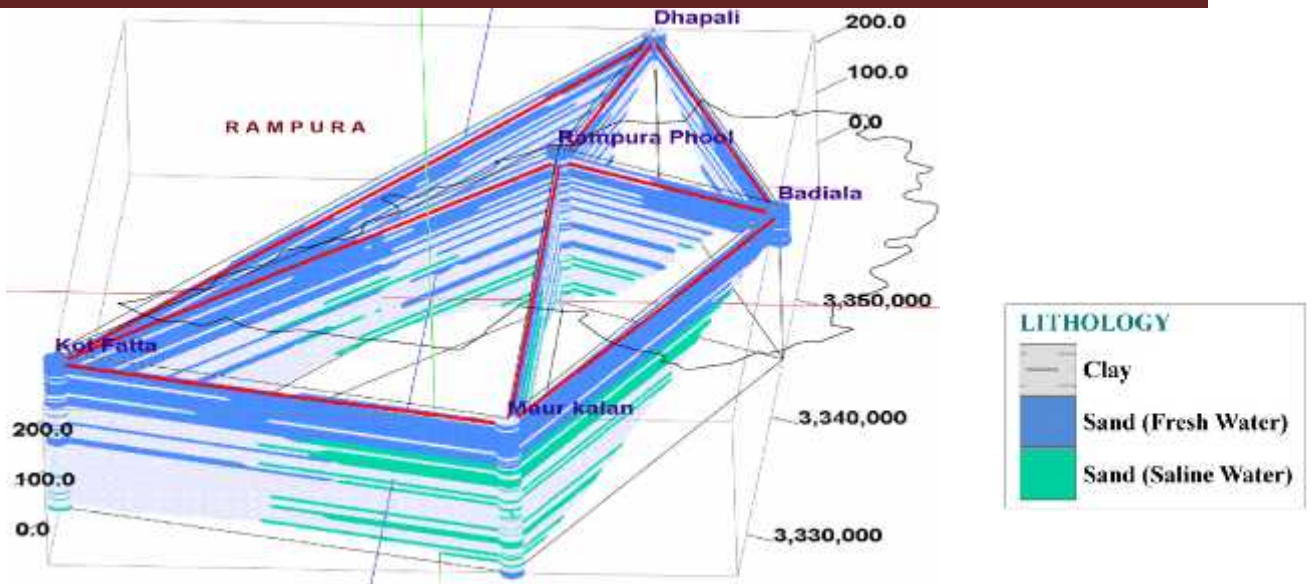 Dhapali
200.0
100.0
0.0
RAMPURA
Rampura Phool
Badiala
3,350,000
Kot Fatta
Maur kalan
3,340,000
200.0
100.0
0.0
3,330,000
LITHOLOGY
Clay
Sand (Fresh Water)
Sand (Saline Water)